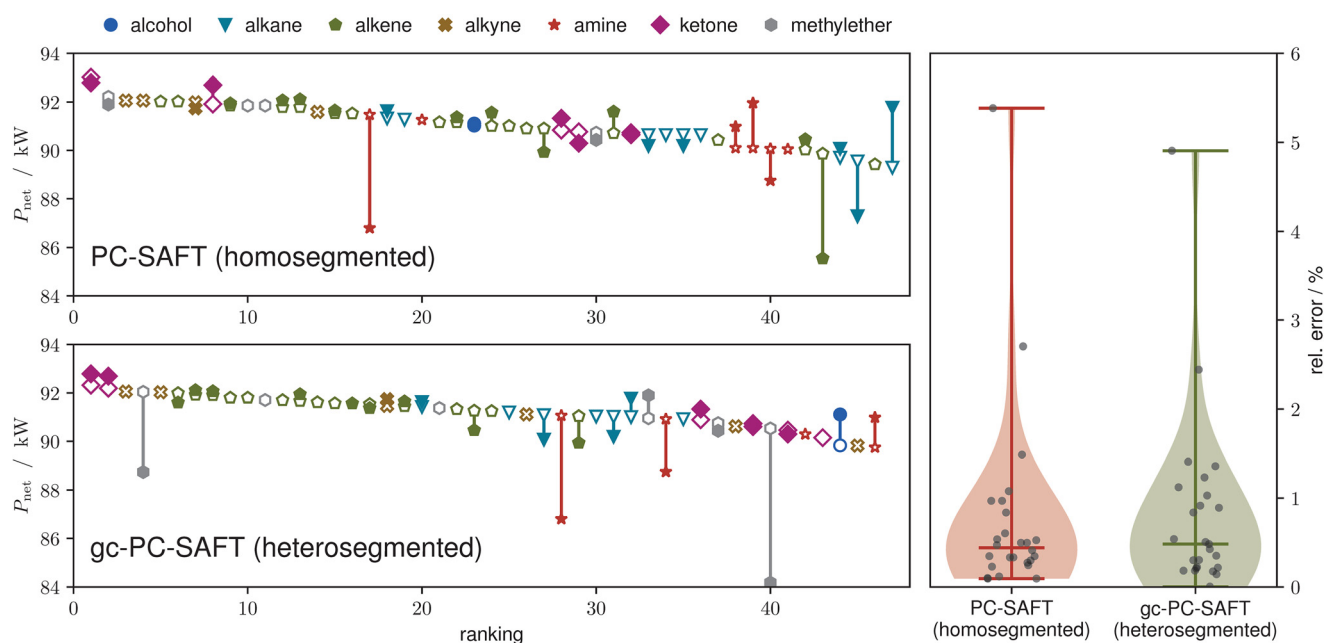 alcohol alkane alkene alkyne amine ketone methylether
94
92
90
88
86
84
P_net / kW
PC-SAFT (homosegmented)
0 10 20 30 40
94
92
90
88
86
84
P_net / kW
gc-PC-SAFT (heterosegmented)
0 10 20 30 40
ranking
6
5
4
3
2
1
0
rel. error / %
PC-SAFT
(homosegmented)
gc-PC-SAFT
(heterosegmented)